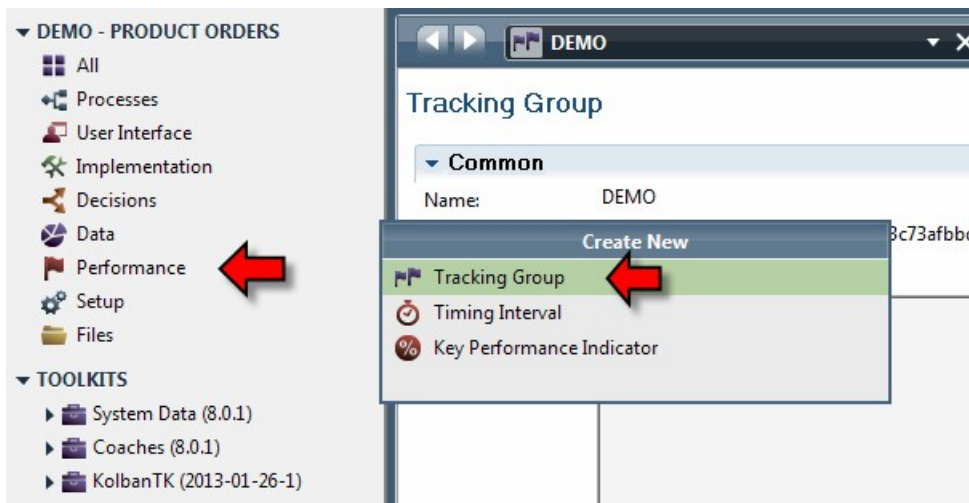 DEMO - PRODUCT ORDERS
All
Processes
User Interface
Implementation
Decisions
Data
Performance
Setup
Files
TOOLKITS
System Data (8.0.1)
Coaches (8.0.1)
KolbanTK (2013-01-26-1)
DEMO
Tracking Group
Common
Name: DEMO
Create New
Tracking Group
Timing Interval
Key Performance Indicator